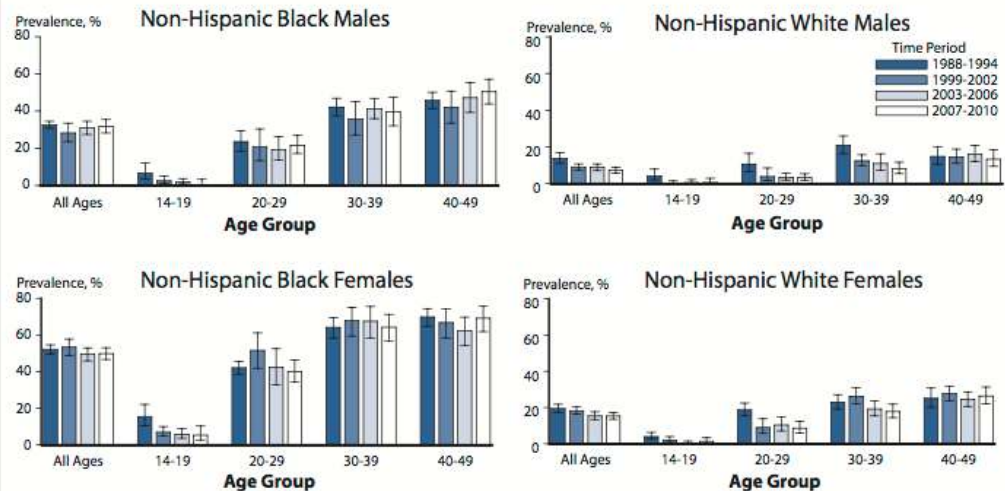 Non-Hispanic Black Males
Prevalence, %
80
60
40
20
0
All Ages 14-19 20-29 30-39 40-49
Age Group
Non-Hispanic White Males
Prevalence, %
80
60
40
20
0
Time Period
1988-1994
1999-2002
2003-2006
2007-2010
All Ages 14-19 20-29 30-39 40-49
Age Group
Non-Hispanic Black Females
Prevalence, %
80
60
40
20
0
All Ages 14-19 20-29 30-39 40-49
Age Group
Non-Hispanic White Females
Prevalence, %
80
60
40
20
0
All Ages 14-19 20-29 30-39 40-49
Age Group